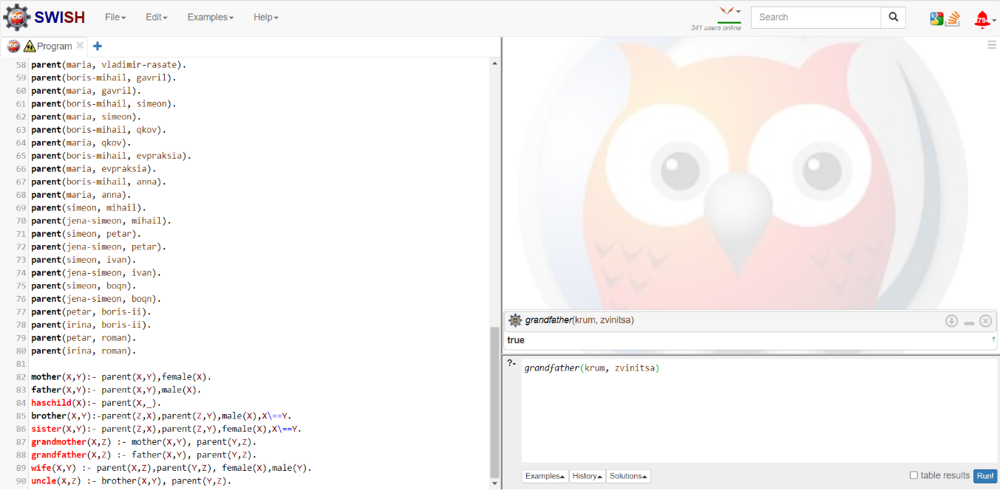 SWISH File Edit Examples Help 341 users online Search 79
Program
58 parent(maria, vladimir-rasate).
59 parent(boris-mihail, gavril).
60 parent(maria, gavril).
61 parent(boris-mihail, simeon).
62 parent(maria, simeon).
63 parent(boris-mihail, qkov).
64 parent(maria, qkov).
65 parent(boris-mihail, evpraksia).
66 parent(maria, evpraksia).
67 parent(boris-mihail, anna).
68 parent(maria, anna).
69 parent(simeon, mihail).
70 parent(jena-simeon, mihail).
71 parent(simeon, petar).
72 parent(jena-simeon, petar).
73 parent(simeon, ivan).
74 parent(jena-simeon, ivan).
75 parent(simeon, boqn).
76 parent(jena-simeon, boqn).
77 parent(petar, boris-ii).
78 parent(irina, boris-ii).
79 parent(petar, roman).
80 parent(irina, roman).
81
82 mother(X,Y):- parent(X,Y),female(X).
83 father(X,Y):- parent(X,Y),male(X).
84 haschild(X):- parent(X,_).
85 brother(X,Y):-parent(Z,X),parent(Z,Y),male(X),X\==Y.
86 sister(X,Y):- parent(Z,X),parent(Z,Y),female(X),X\==Y.
87 grandmother(X,Z) :- mother(X,Y), parent(Y,Z).
88 grandfather(X,Z) :- father(X,Y), parent(Y,Z).
89 wife(X,Y) :- parent(X,Z),parent(Y,Z), female(X),male(Y).
90 uncle(X,Z) :- brother(X,Y), parent(Y,Z).
grandfather(krum, zvinitsa)
true 1
?- grandfather(krum, zvinitsa)
Examples History Solutions table results Run!